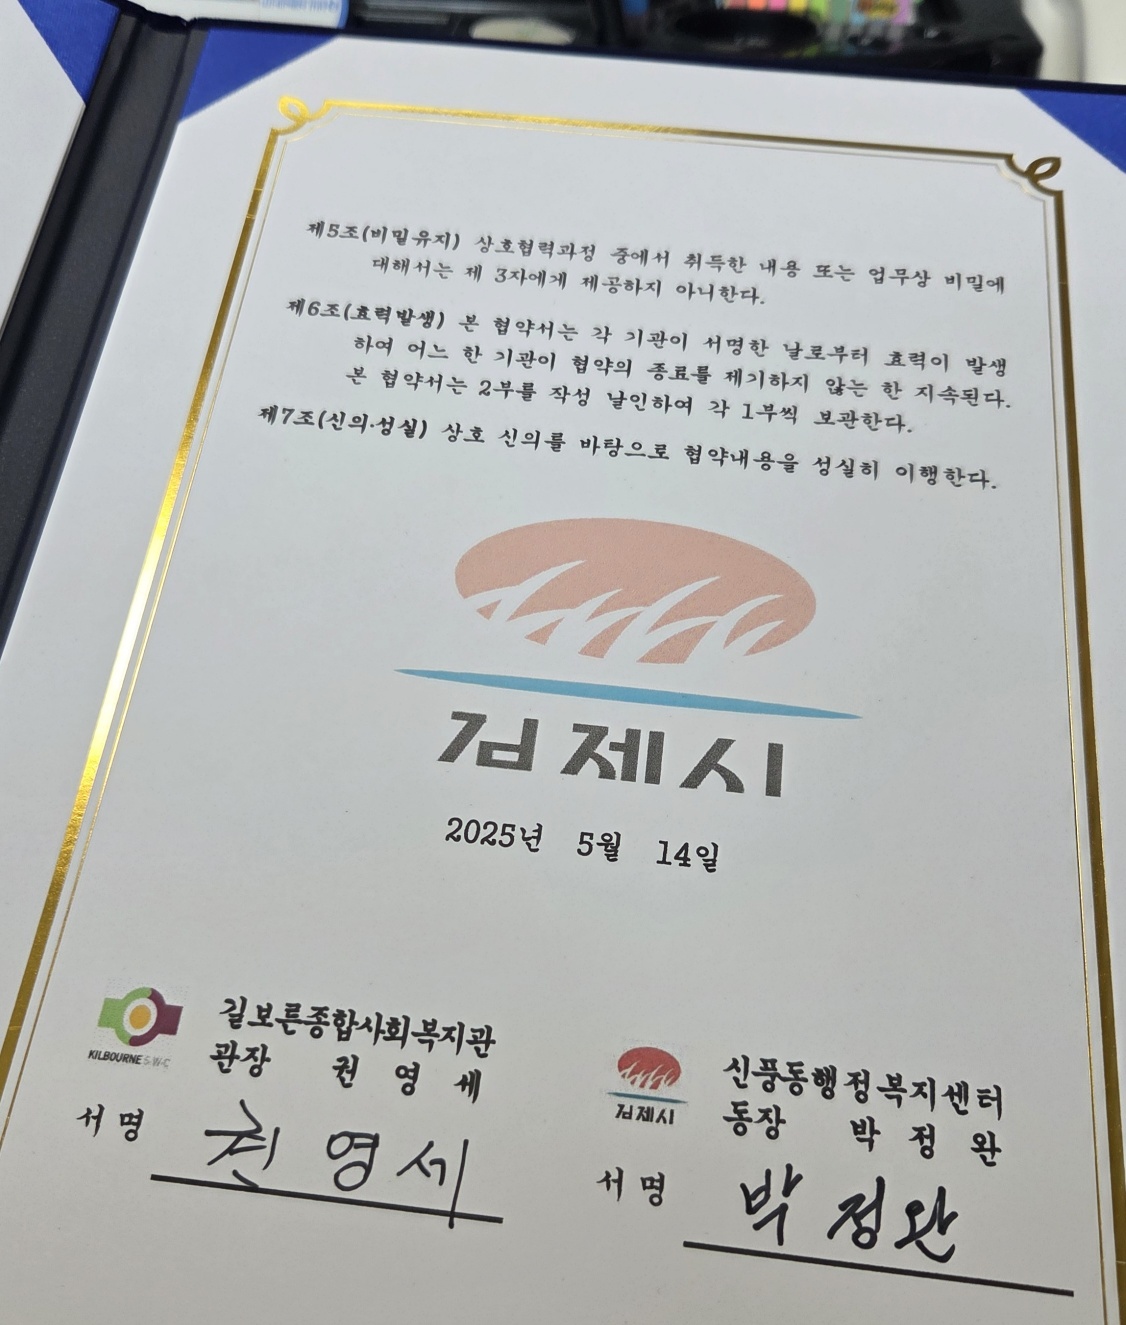 제5조(비밀유지) 상호협력과정 중에서 취득한 내용 또는 업무상 비밀에
대해서는 제 3자에게 제공하지 아니한다.
제6조(효력발생) 본 협약서는 각 기관이 서명한 날로부터 효력이 발생
하여 어느 한 기관이 협약의 종료를 제기하지 않는 한 지속된다.
본 협약서는 2부를 작성 날인하여 각 1부씩 보관한다.
제7조(신의·성실) 상호 신의를 바탕으로 협약내용을 성실히 이행한다.
김제시
2025년 5월 14일
KILBOURNE S·W·C
길보른종합사회복지관
관장 권 영 세
서 명 권 영 세
김제시
신풍동행정복지센터
동장 박 정 완
서 명 박 정 완